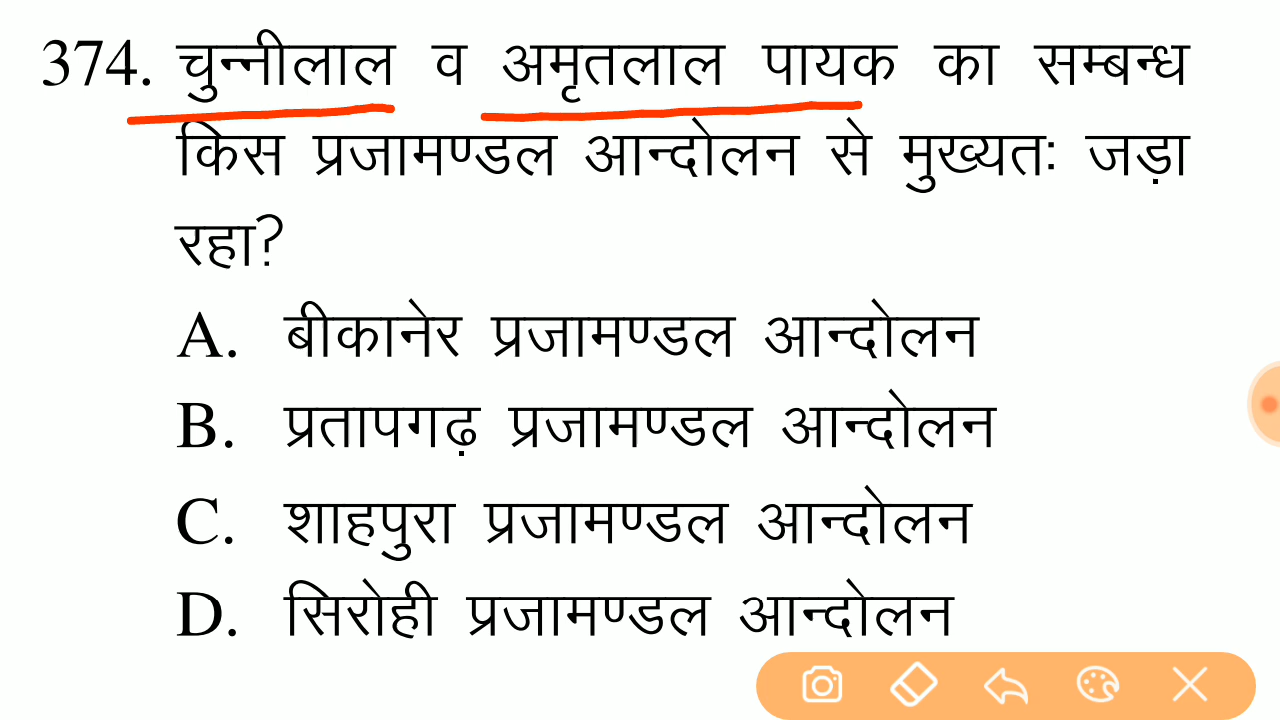 374. चुन्नीलाल व अमृतलाल पायक का सम्बन्ध
किस प्रजामण्डल आन्दोलन से मुख्यतः जड़ा
रहा?
A. बीकानेर प्रजामण्डल आन्दोलन
B. प्रतापगढ़ प्रजामण्डल आन्दोलन
C. शाहपुरा प्रजामण्डल आन्दोलन
D. सिरोही प्रजामण्डल आन्दोलन